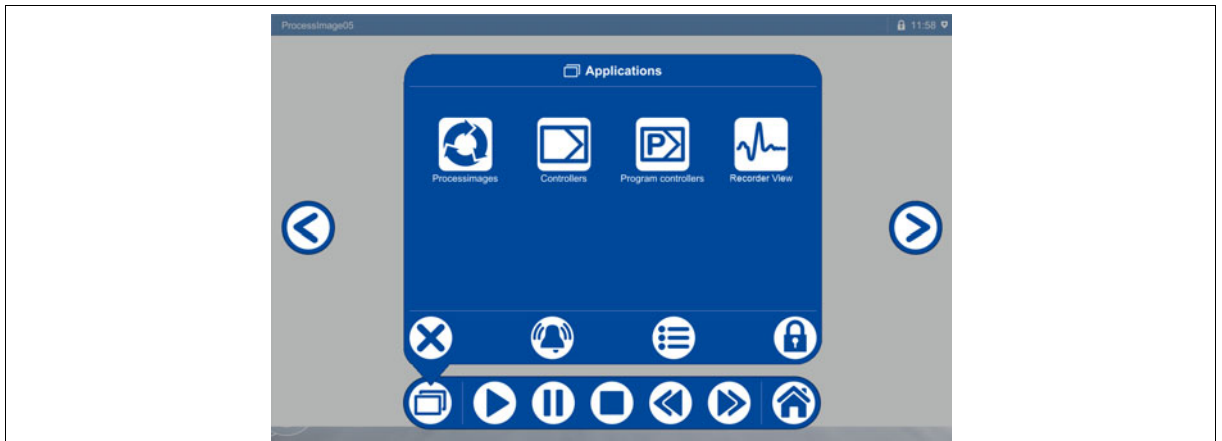 ProcessImage05
11:58
Applications
Processimages
Controllers
P
Program controllers
Recorder View